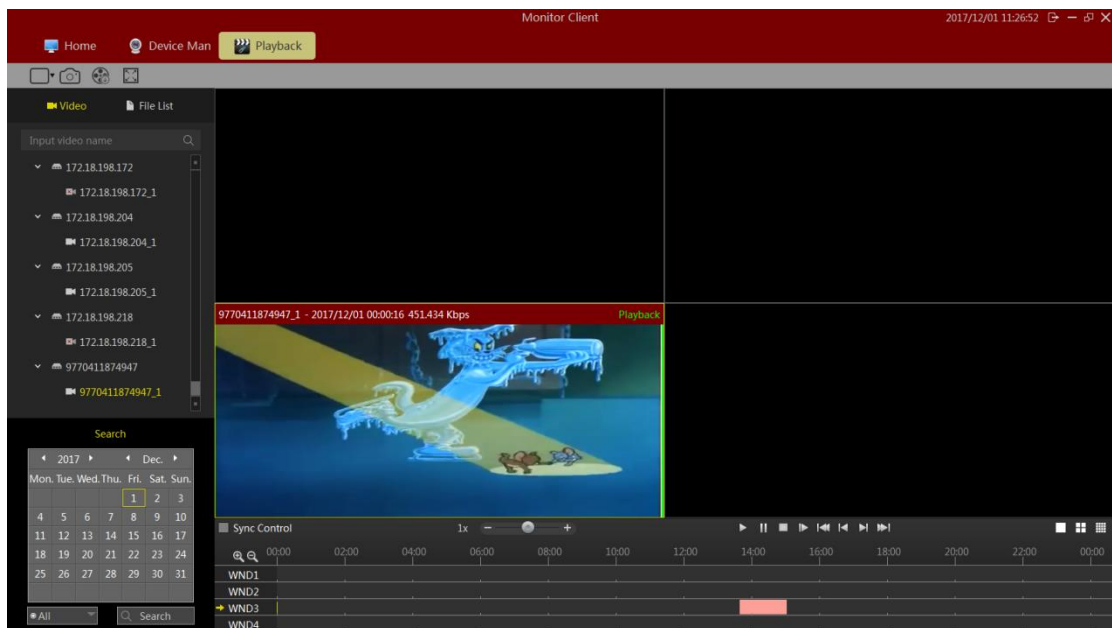 Monitor Client
2017/12/01 11:26:52
Home Device Man Playback
Video File List
Input video name
172.18.198.172
172.18.198.172_1
172.18.198.204
172.18.198.204_1
172.18.198.205
172.18.198.205_1
172.18.198.218
172.18.198.218_1
9770411874947
9770411874947_1
9770411874947_1 - 2017/12/01 00:00:16 451.434 Kbps Playback
Search
2017 Dec.
Mon. Tue. Wed. Thu. Fri. Sat. Sun.
1 2 3
4 5 6 7 8 9 10
11 12 13 14 15 16 17
18 19 20 21 22 23 24
25 26 27 28 29 30 31
All Search
Sync Control 1x
00:00 02:00 04:00 06:00 08:00 10:00 12:00 14:00 16:00 18:00 20:00 22:00 00:00
WND1
WND2
WND3
WND4